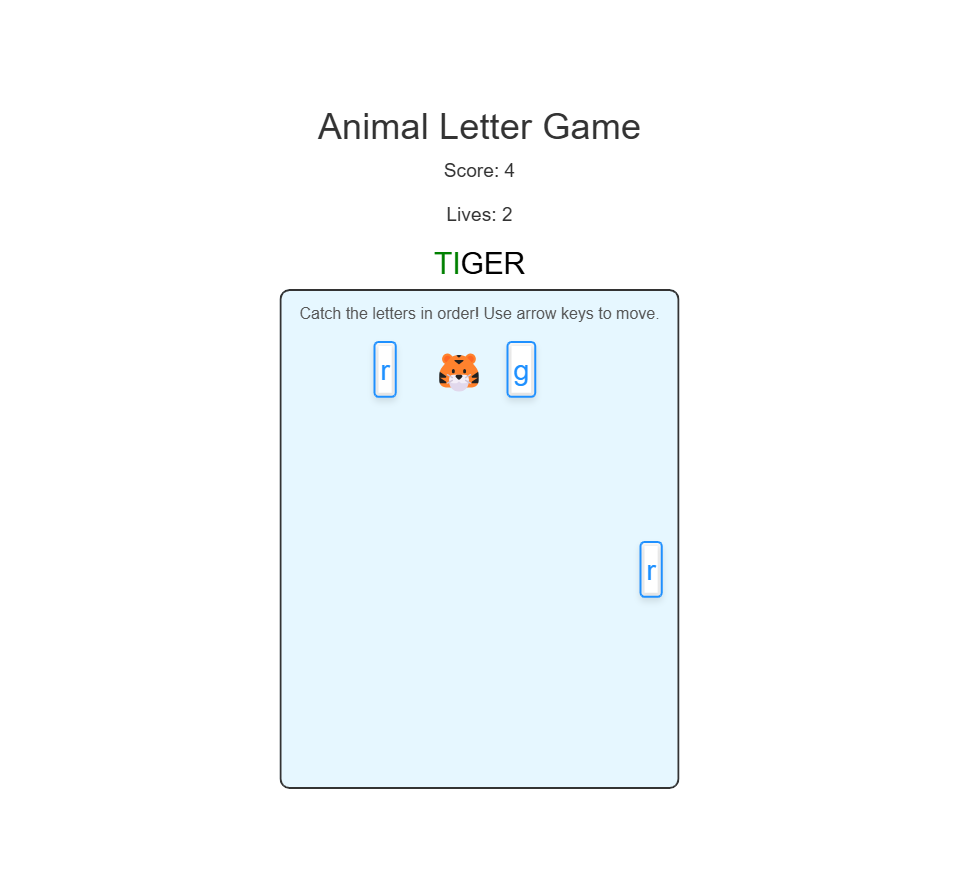 Animal Letter Game
Score: 4
Lives: 2
TIGER
Catch the letters in order! Use arrow keys to move.
r g
r